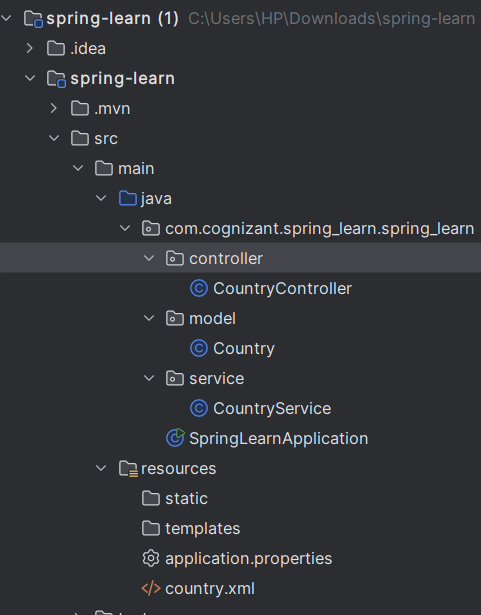 spring-learn (1) C:\Users\HP\Downloads\spring-learn
.idea
spring-learn
.mvn
src
main
java
com.cognizant.spring_learn.spring_learn
controller
CountryController
model
Country
service
CountryService
SpringLearnApplication
resources
static
templates
application.properties
country.xml